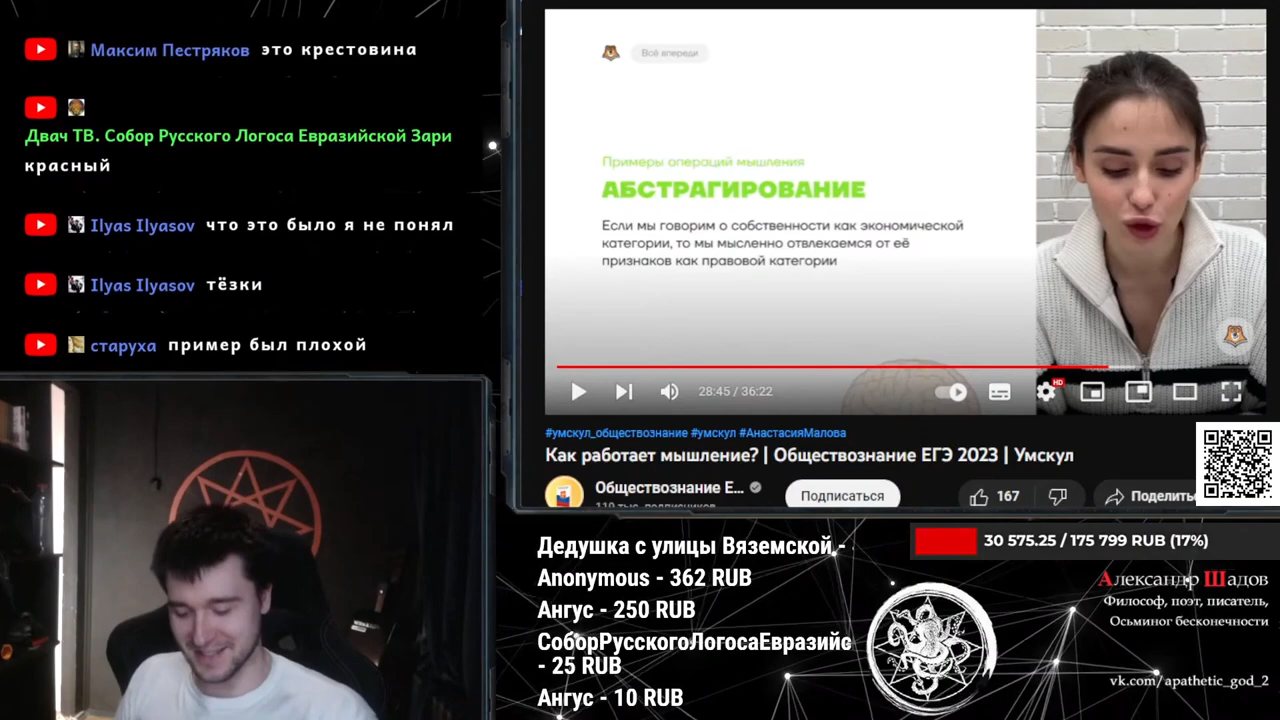 Максим Пестряков это крестовина
Двач ТВ. Собор Русского Логоса Евразийской Зари
красный
Ilyas Ilyasov что это было я не понял
Ilyas Ilyasov тёзки
старуха пример был плохой
Всё впереди
Примеры операций мышления
АБСТРАГИРОВАНИЕ
Если мы говорим о собственности как экономической
категории, то мы мысленно отвлекаемся от её
признаков как правовой категории
28:45 / 36:22
HD
#умскул_обществознание #умскул #АнастасияМалова
Как работает мышление? | Обществознание ЕГЭ 2023 | Умскул
Обществознание Е...
Подписаться
167
Поделить
Дедушка с улицы Вяземской -
Anonymous - 362 RUB
Ангус - 250 RUB
СоборРусскогоЛогосаЕвразийс
- 25 RUB
Ангус - 10 RUB
30 575.25 / 175 799 RUB (17%)
Александр Шадов
Философ, поэт, писатель,
Осьминог бесконечности
vk.com/apathetic_god_2